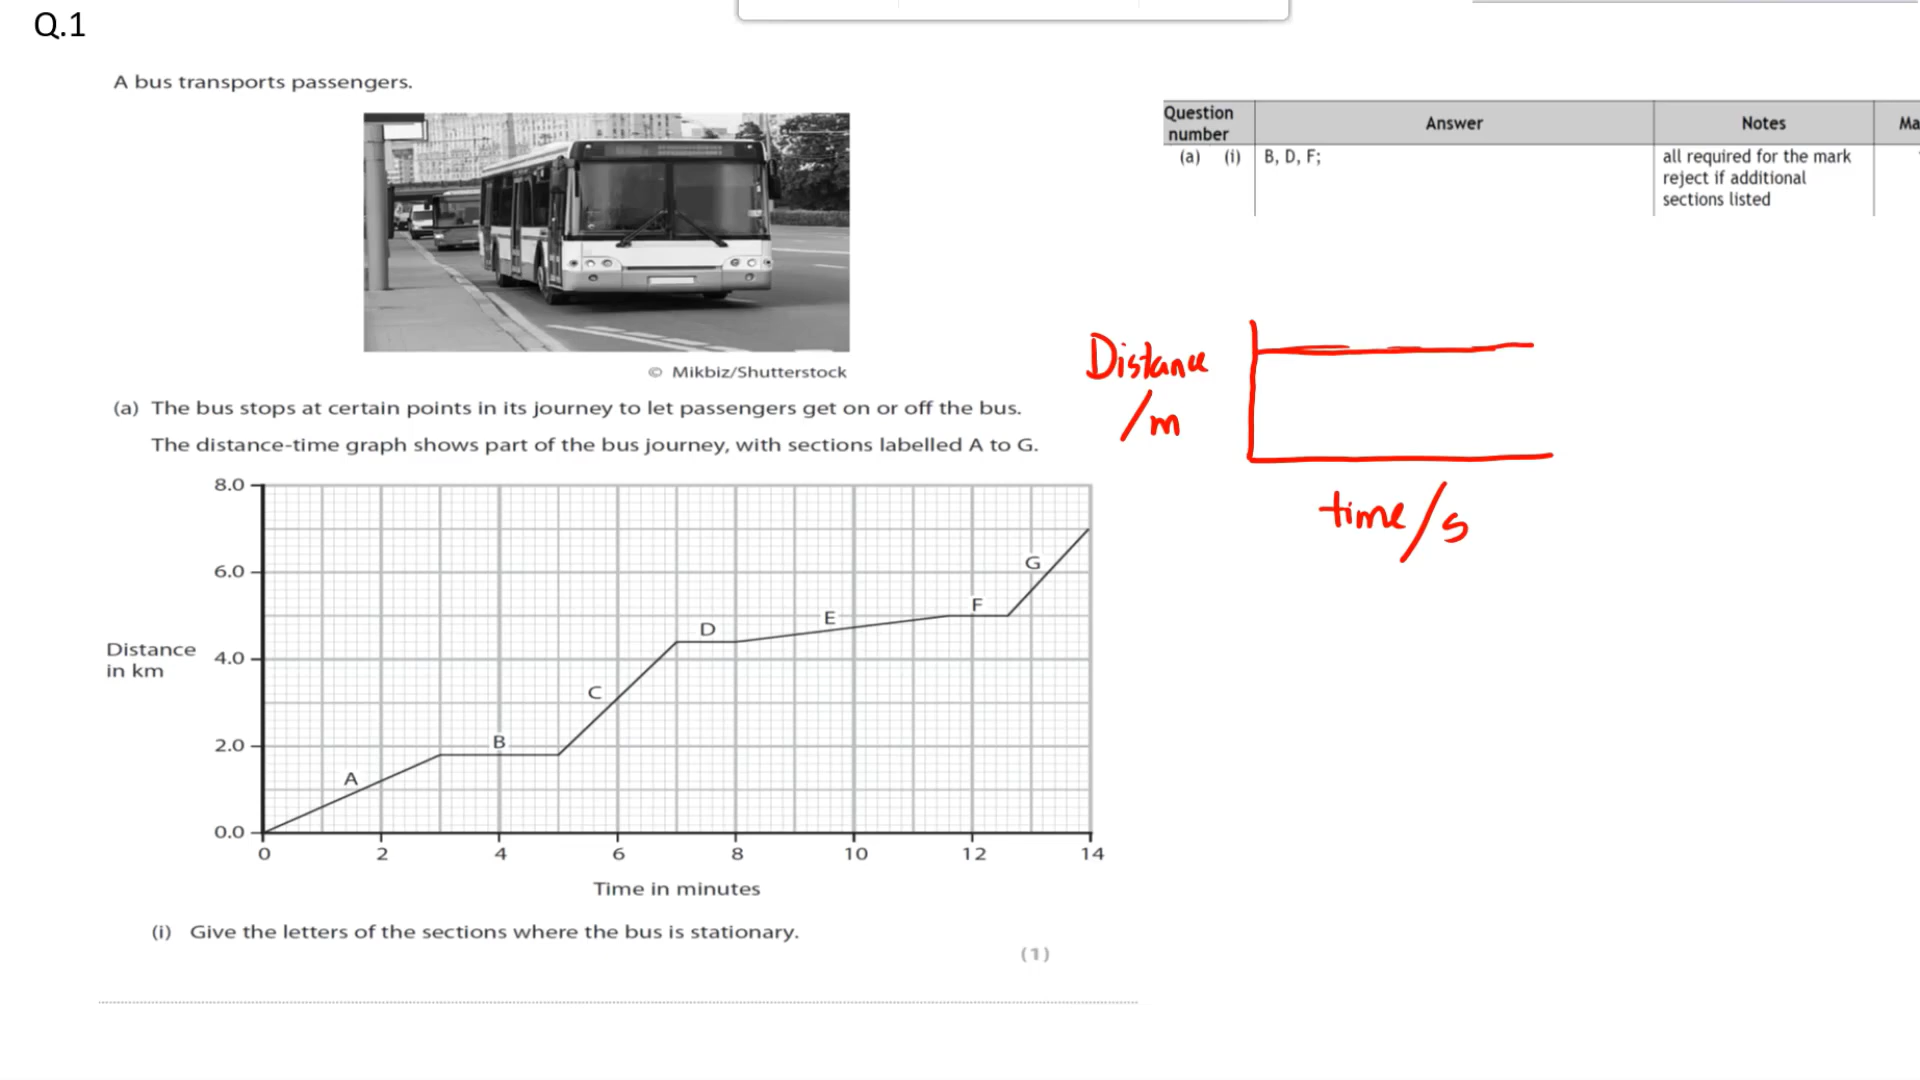 Q.1
A bus transports passengers.
© Mikbiz/Shutterstock
(a) The bus stops at certain points in its journey to let passengers get on or off the bus.
The distance-time graph shows part of the bus journey, with sections labelled A to G.
8.0
6.0
4.0
2.0
0.0
Distance
in km
A
B
C
D
E
F
G
0 2 4 6 8 10 12 14
Time in minutes
(i) Give the letters of the sections where the bus is stationary.
(1)
Question
number
Answer
Notes
Ma
(a) (i) B, D, F;
all required for the mark
reject if additional
sections listed
Distance
/m
time/s